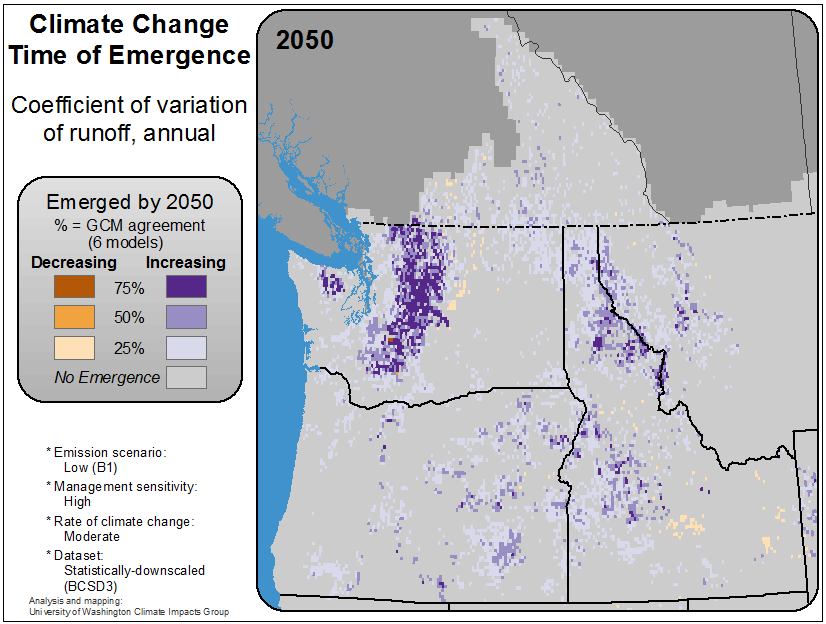 Climate Change
Time of Emergence
Coefficient of variation
of runoff, annual
Emerged by 2050
% = GCM agreement
(6 models)
Decreasing Increasing
75%
50%
25%
No Emergence
* Emission scenario:
Low (B1)
* Management sensitivity:
High
* Rate of climate change:
Moderate
* Dataset:
Statistically-downscaled
(BCSD3)
Analysis and mapping:
University of Washington Climate Impacts Group
2050